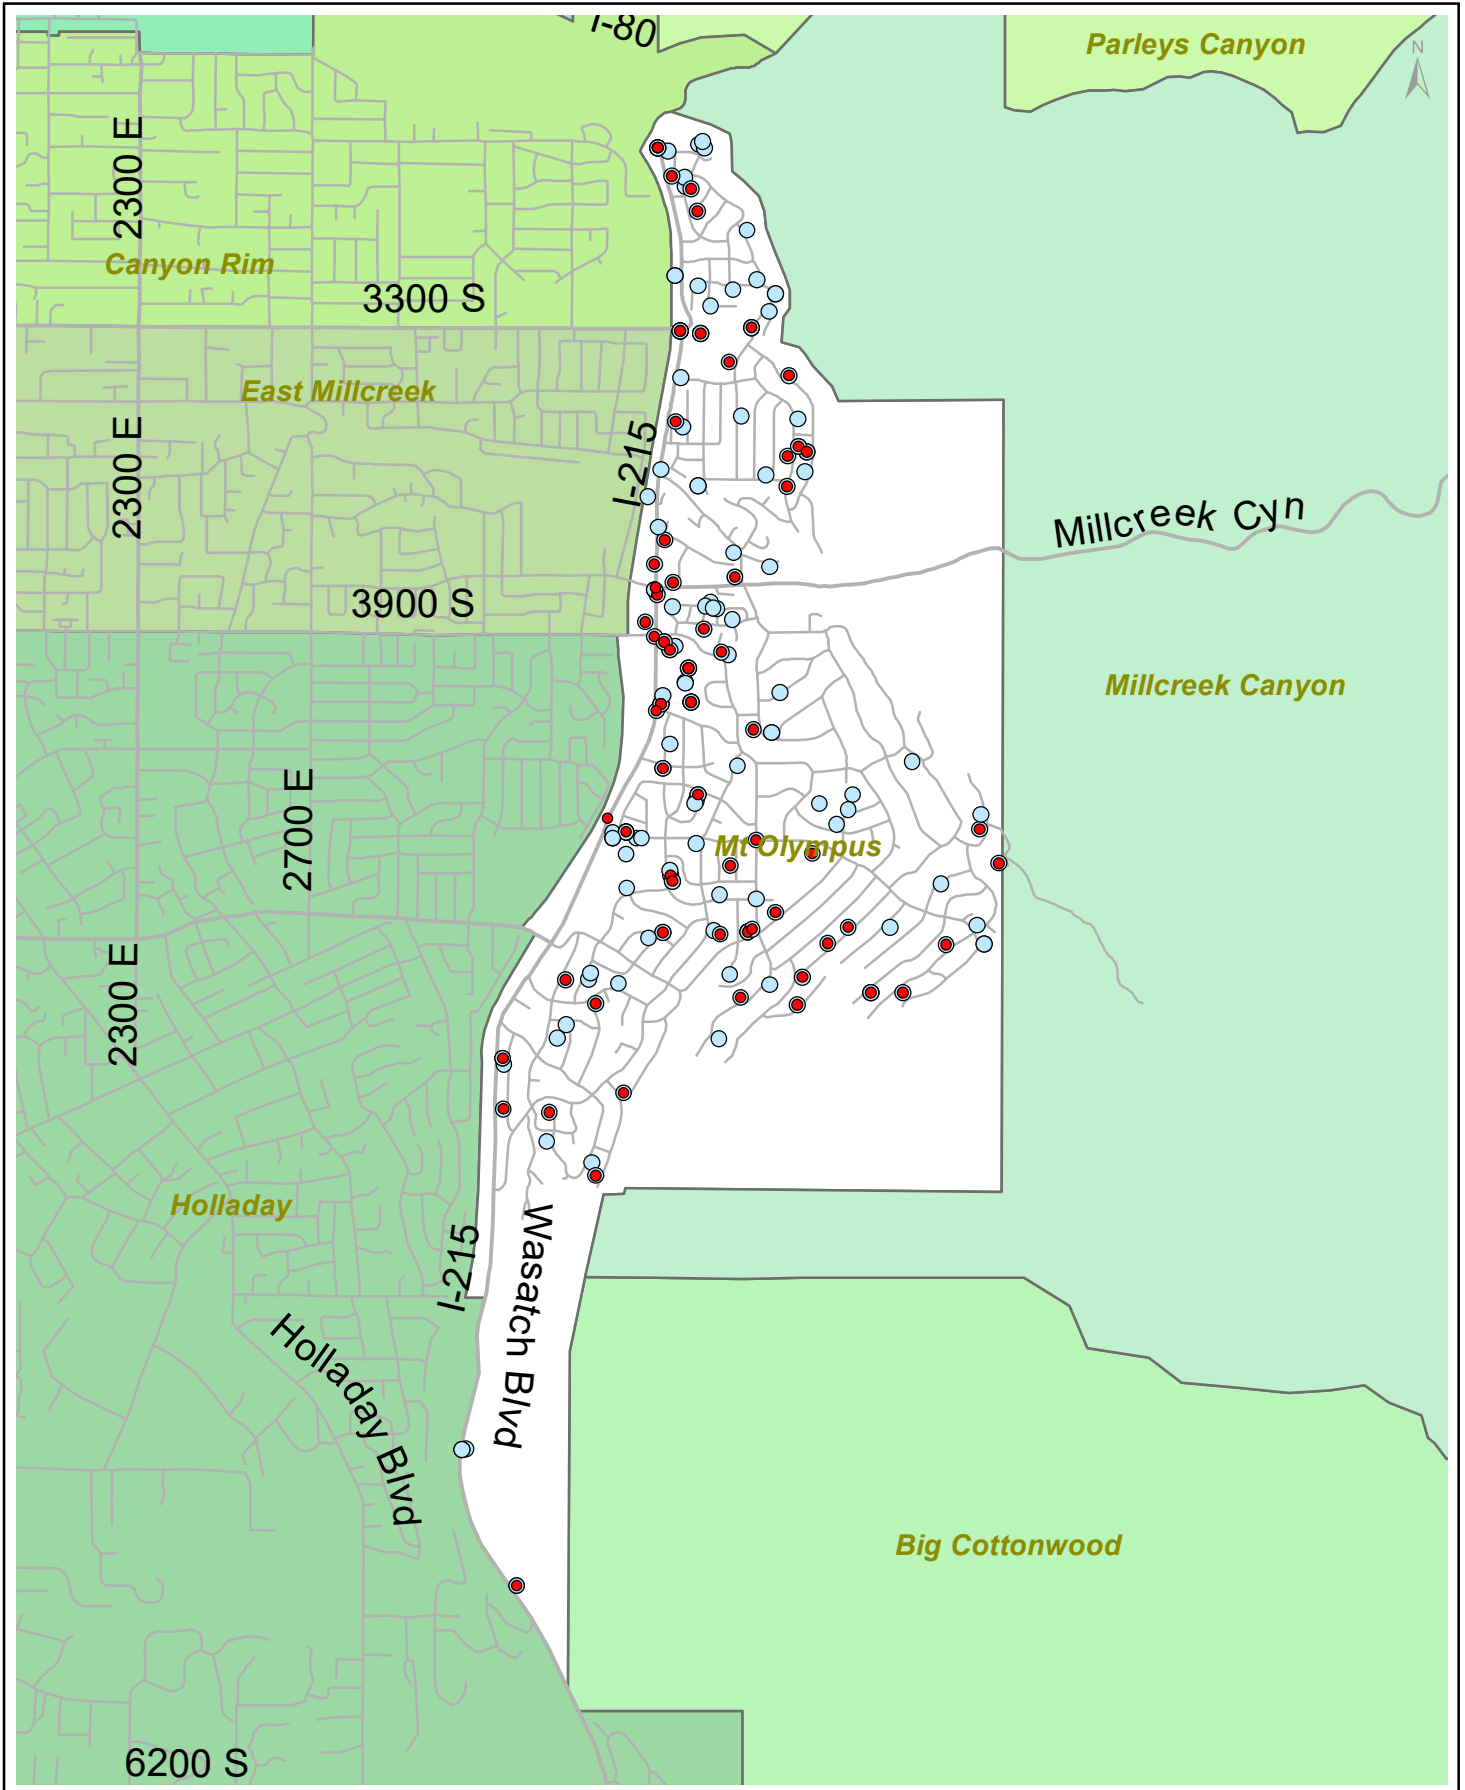 I-80
Parleys Canyon
N
2300 E
Canyon Rim
3300 S
East Millcreek
2300 E
I-215
Millcreek Cyn
3900 S
Millcreek Canyon
2700 E
Mt Olympus
2300 E
Holladay
I-215
Wasatch Blvd
Holladay Blvd
Big Cottonwood
6200 S